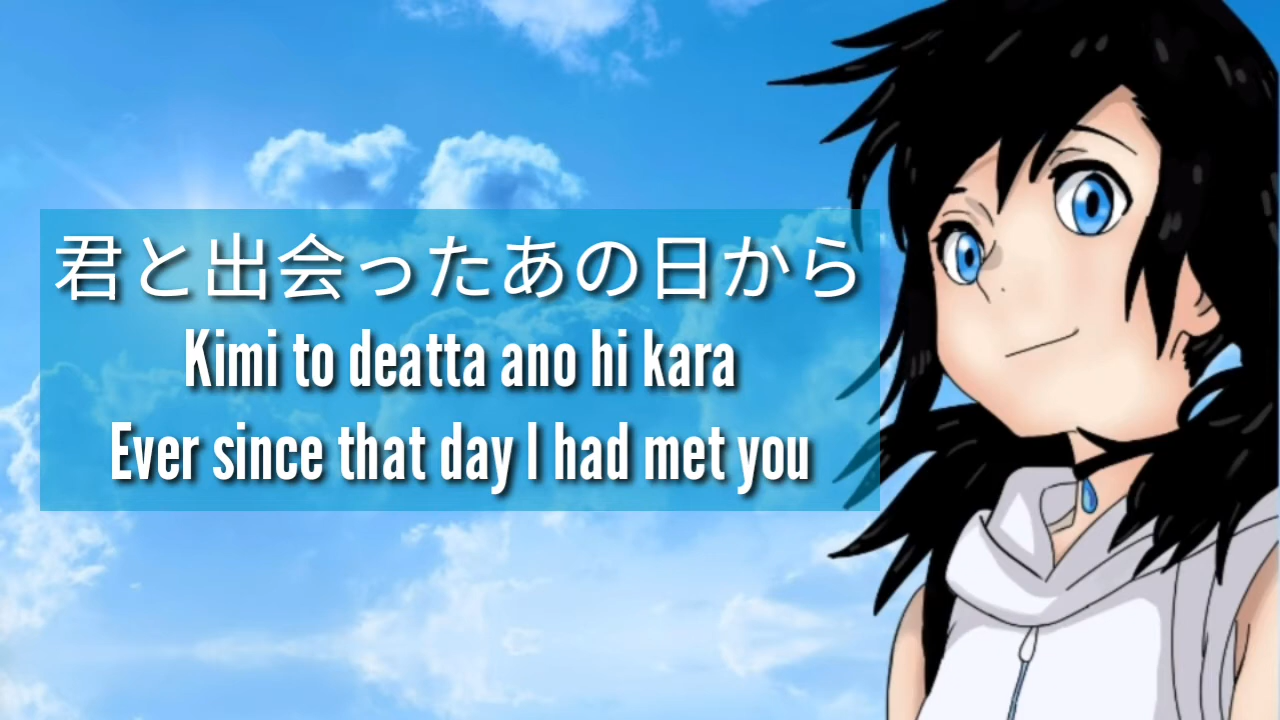 君と出会ったあの日から
Kimi to deatta ano hi kara
Ever since that day I had met you